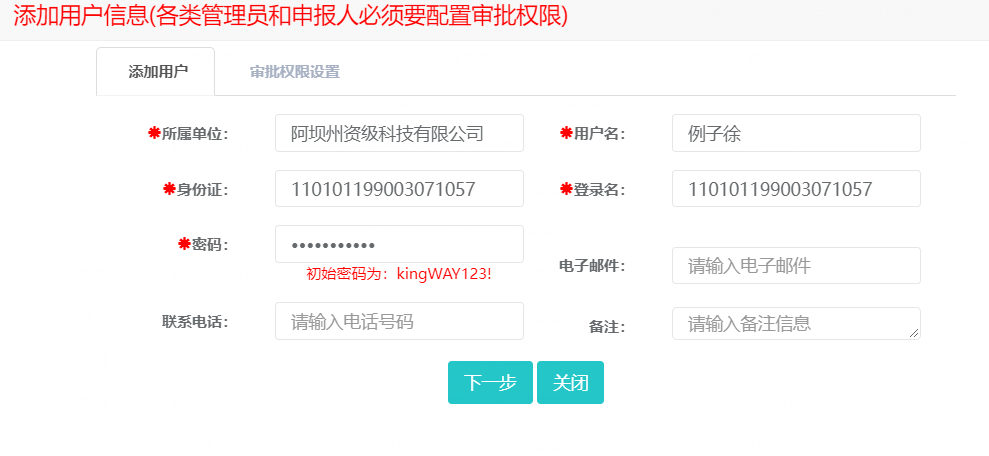 添加用户信息(各类管理员和申报人必须要配置审批权限)
添加用户 审批权限设置
✱所属单位: 阿坝州资级科技有限公司 ✱用户名: 例子徐
✱身份证: 110101199003071057 ✱登录名: 110101199003071057
✱密码: •••••••••••
初始密码为：kingWAY123!
电子邮件: 请输入电子邮件
联系电话: 请输入电话号码
备注: 请输入备注信息
下一步 关闭